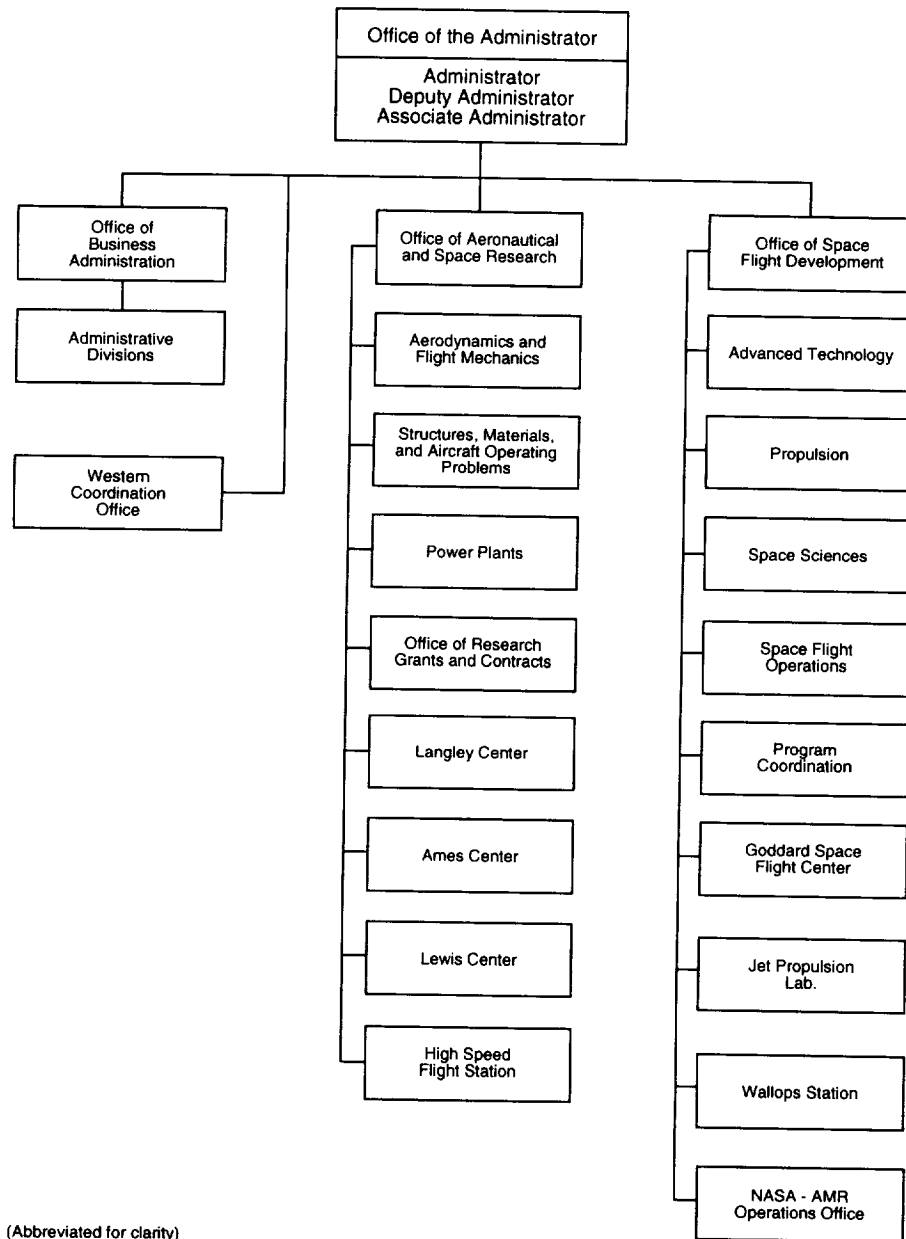 Office of the Administrator
Administrator
Deputy Administrator
Associate Administrator
Office of
Business
Administration
Administrative
Divisions
Western
Coordination
Office
Office of Aeronautical
and Space Research
Aerodynamics and
Flight Mechanics
Structures, Materials,
and Aircraft Operating
Problems
Power Plants
Office of Research
Grants and Contracts
Langley Center
Ames Center
Lewis Center
High Speed
Flight Station
Office of Space
Flight Development
Advanced Technology
Propulsion
Space Sciences
Space Flight
Operations
Program
Coordination
Goddard Space
Flight Center
Jet Propulsion
Lab.
Wallops Station
NASA - AMR
Operations Office
(Abbreviated for clarity)